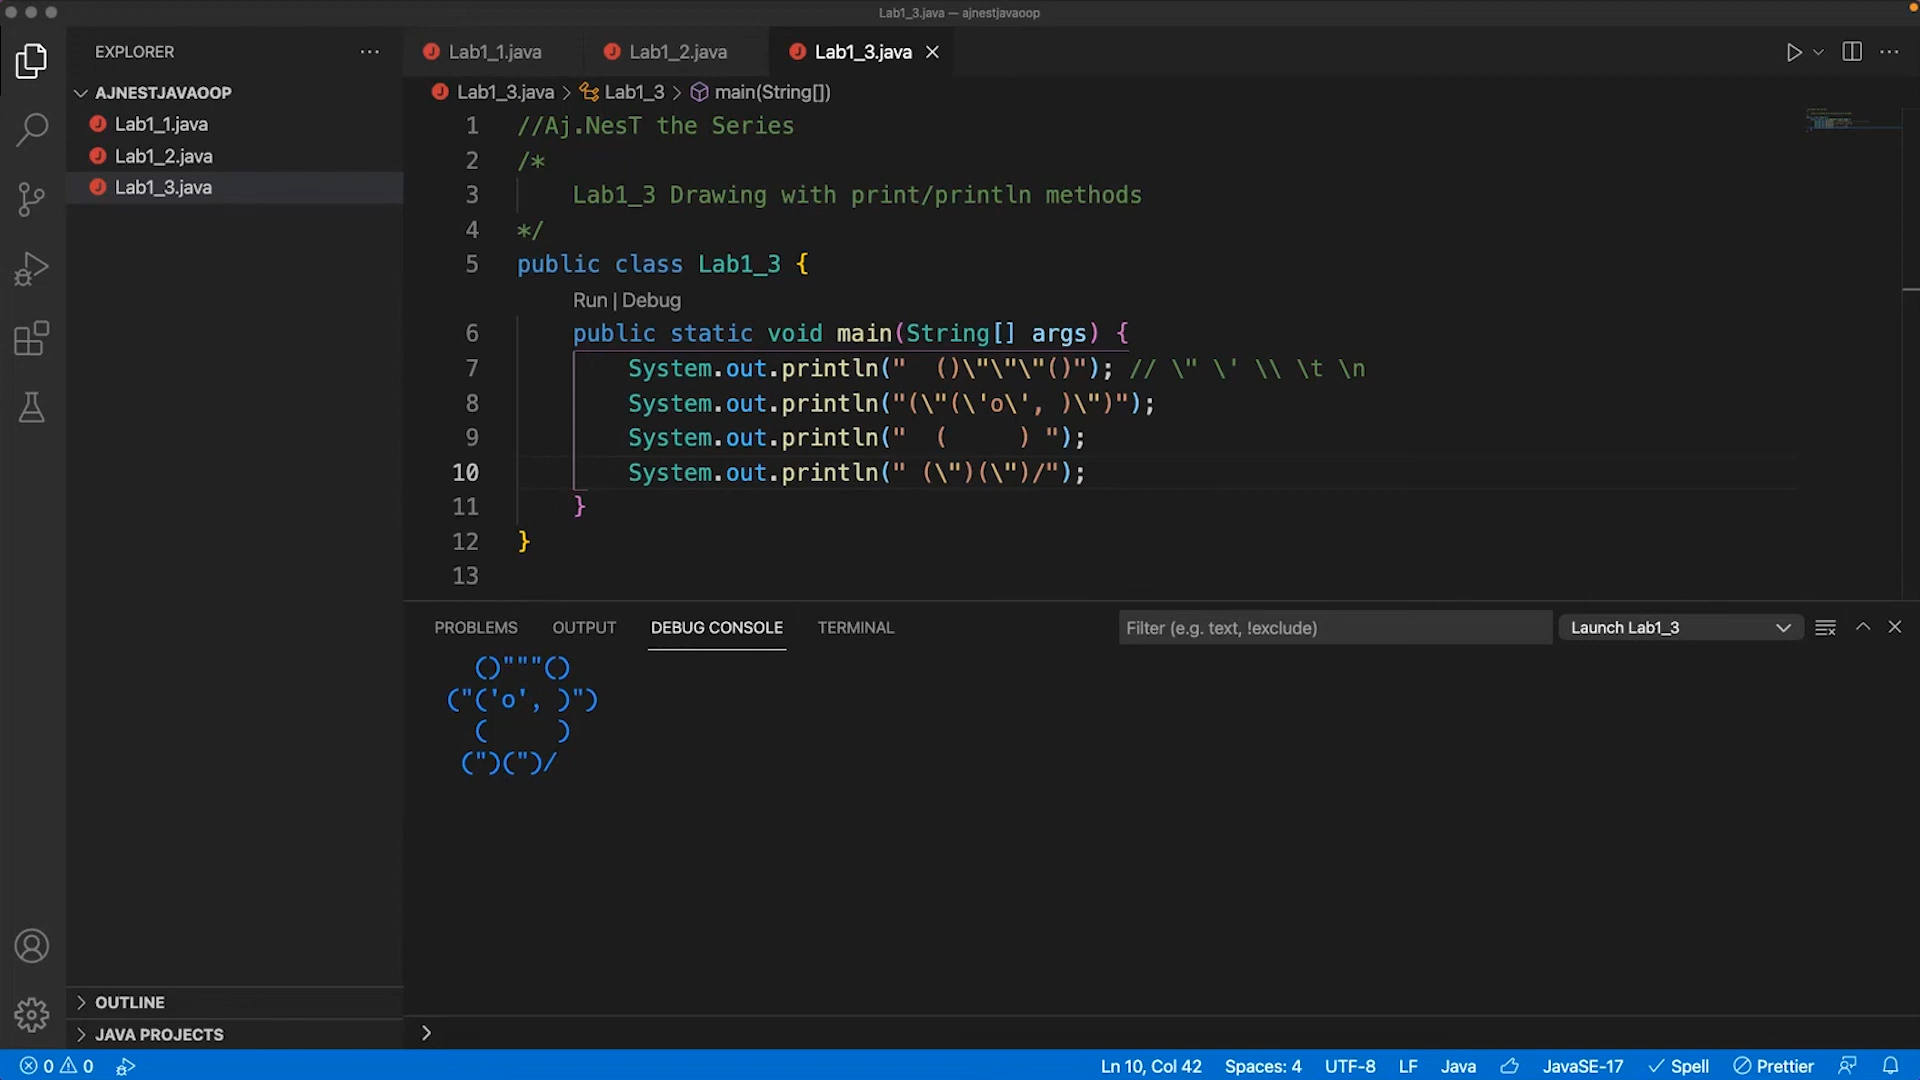 Lab1_3.java — ajnestjavaoop
EXPLORER
Lab1_1.java
Lab1_2.java
Lab1_3.java
AJNESTJAVAOOP
Lab1_1.java
Lab1_2.java
Lab1_3.java
Lab1_3.java > Lab1_3 > main(String[])
1 //Aj.NesT the Series
2 /*
3     Lab1_3 Drawing with print/println methods
4 */
5 public class Lab1_3 {
Run | Debug
6     public static void main(String[] args) {
7         System.out.println("  ()\"\"\"()"); // \" \' \\ \t \n
8         System.out.println("(\"(\'o\', )\")");
9         System.out.println("  (     ) ");
10         System.out.println(" (\")(\")/");
11     }
12 }
13
PROBLEMS OUTPUT DEBUG CONSOLE TERMINAL
Filter (e.g. text, !exclude)
Launch Lab1_3
  ()"""()
("('o', )")
  (     )
 (")(")/
OUTLINE
JAVA PROJECTS
0 0
Ln 10, Col 42 Spaces: 4 UTF-8 LF Java JavaSE-17 Spell Prettier